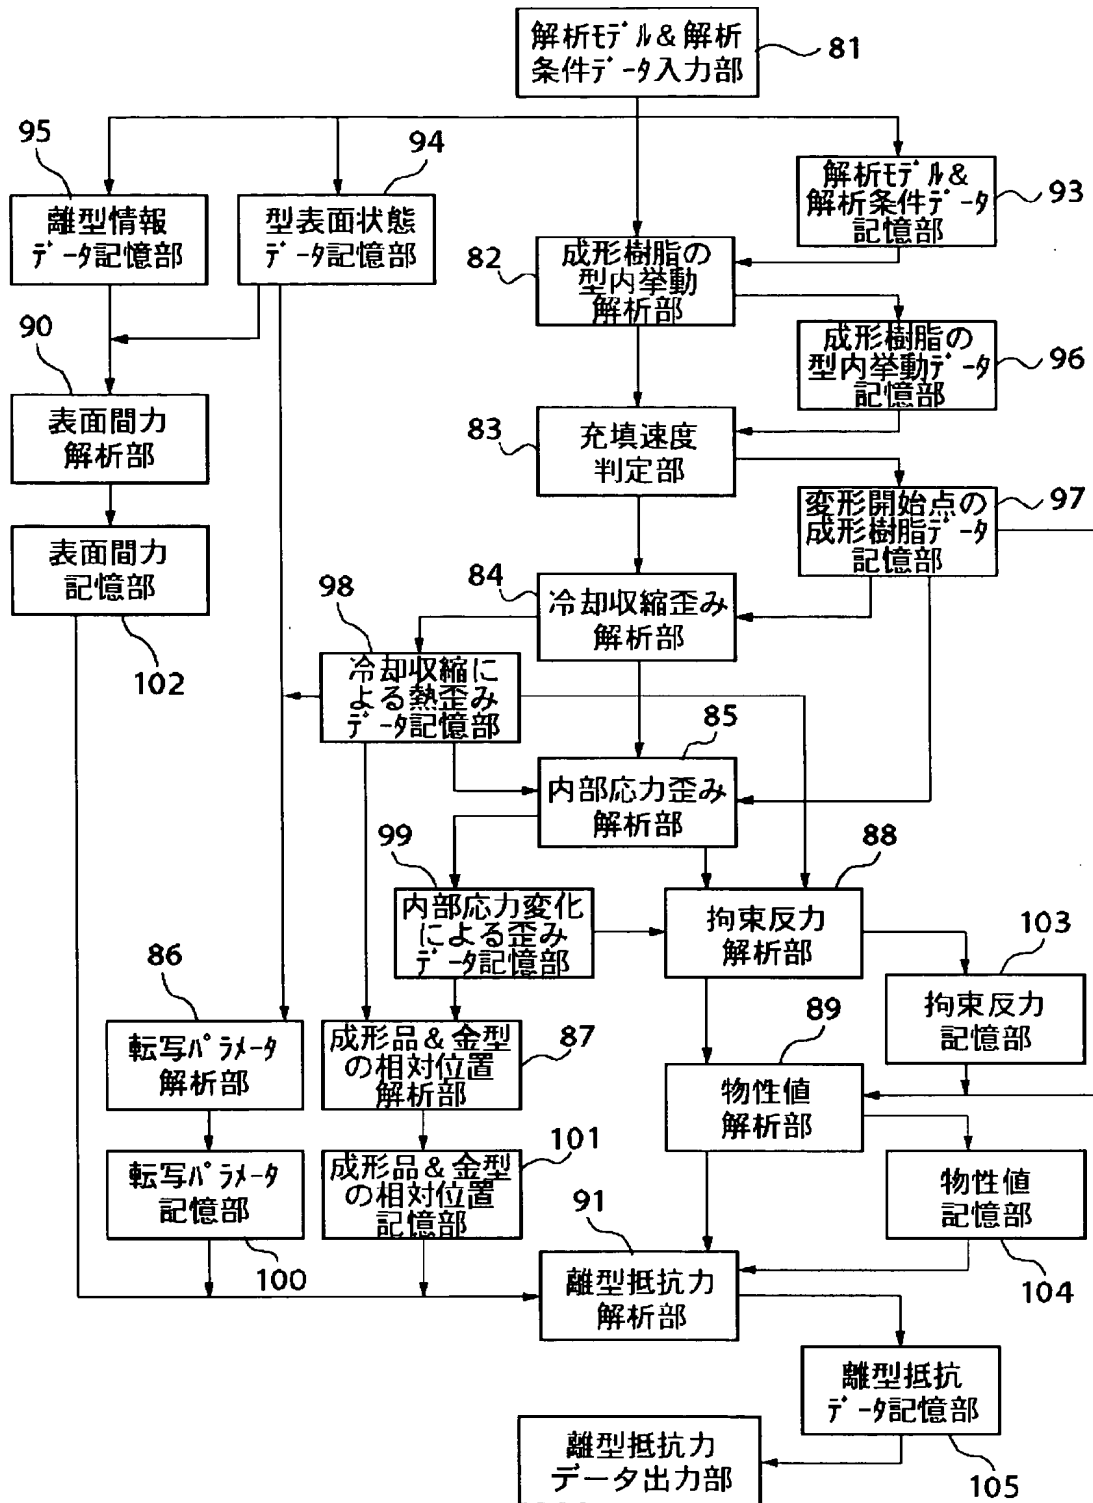 解析モデル&解析
条件データ入力部
81
95
離型情報
データ記憶部
94
型表面状態
データ記憶部
解析モデル&
解析条件データ
記憶部
93
82
成形樹脂の
型内挙動
解析部
成形樹脂の
型内挙動データ
記憶部
96
90
表面間力
解析部
83
充填速度
判定部
変形開始点の
成形樹脂データ
記憶部
97
表面間力
記憶部
102
84
冷却収縮歪み
解析部
98
冷却収縮に
よる熱歪み
データ記憶部
85
内部応力歪み
解析部
99
内部応力変化
による歪み
データ記憶部
88
拘束反力
解析部
103
拘束反力
記憶部
86
転写パラメータ
解析部
成形品&金型
の相対位置
解析部
87
89
物性値
解析部
転写パラメータ
記憶部
100
101
成形品&金型
の相対位置
記憶部
物性値
記憶部
104
91
離型抵抗力
解析部
離型抵抗
データ記憶部
105
離型抵抗力
データ出力部